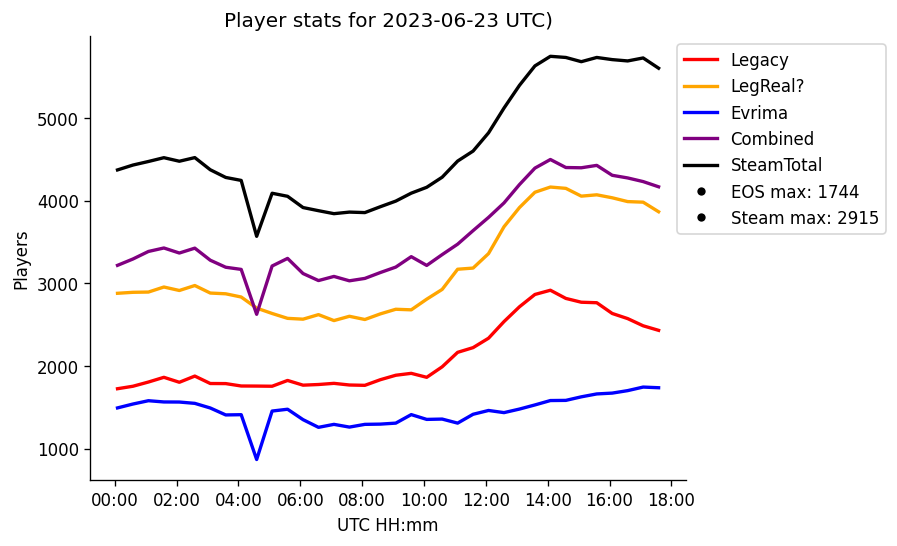 Player stats for 2023-06-23 UTC)
Legacy
LegReal?
Evrima
Combined
SteamTotal
EOS max: 1744
Steam max: 2915
5000
4000
3000
2000
1000
Players
00:00 02:00 04:00 06:00 08:00 10:00 12:00 14:00 16:00 18:00
UTC HH:mm